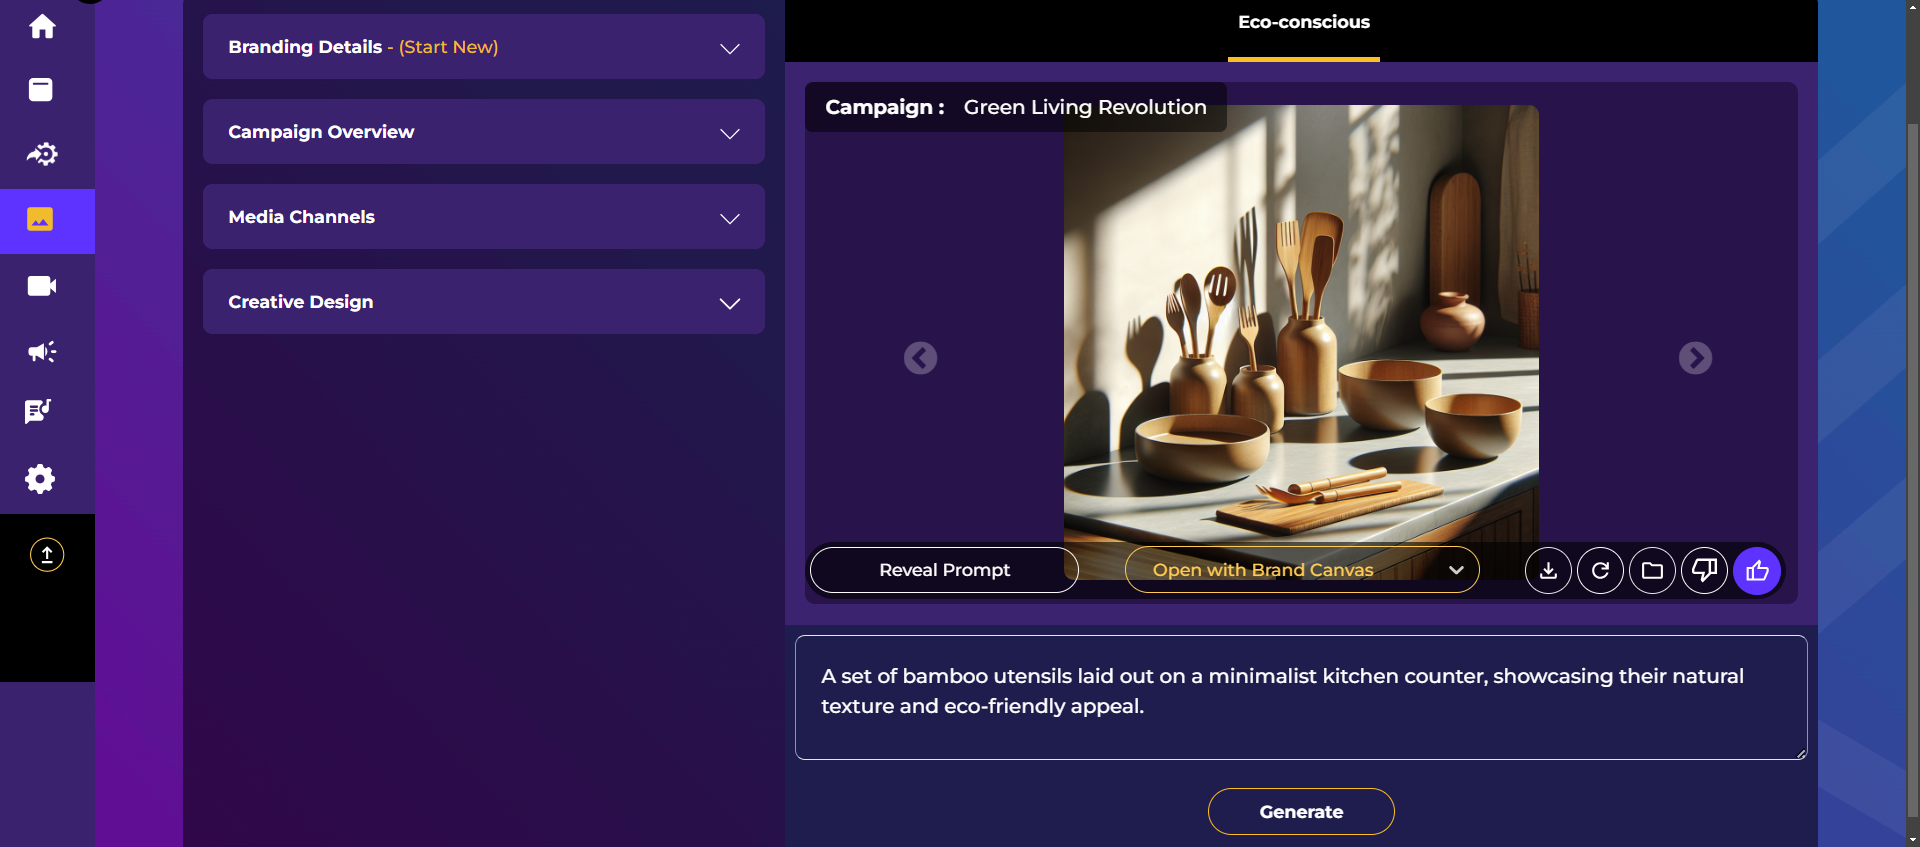 Branding Details - (Start New)
Campaign Overview
Media Channels
Creative Design
Eco-conscious
Campaign : Green Living Revolution
Reveal Prompt
Open with Brand Canvas
A set of bamboo utensils laid out on a minimalist kitchen counter, showcasing their natural
texture and eco-friendly appeal.
Generate